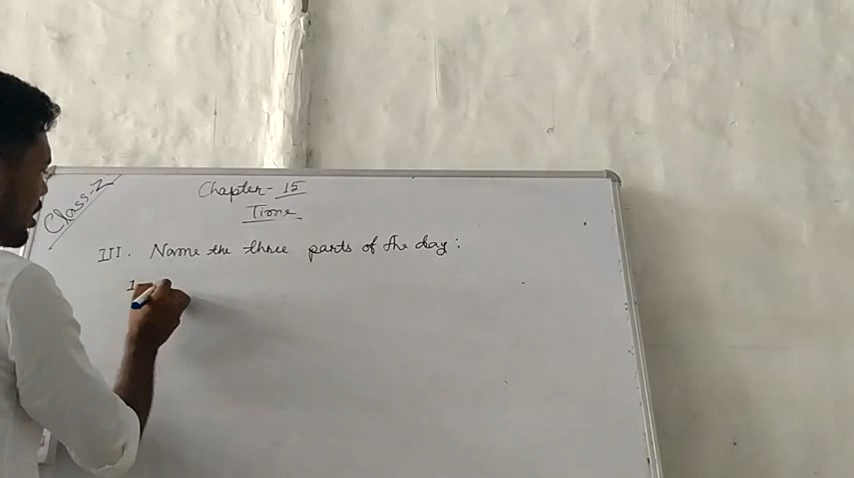 Class-2
Chapter-15
Time
III. Name the three parts of the day:
1